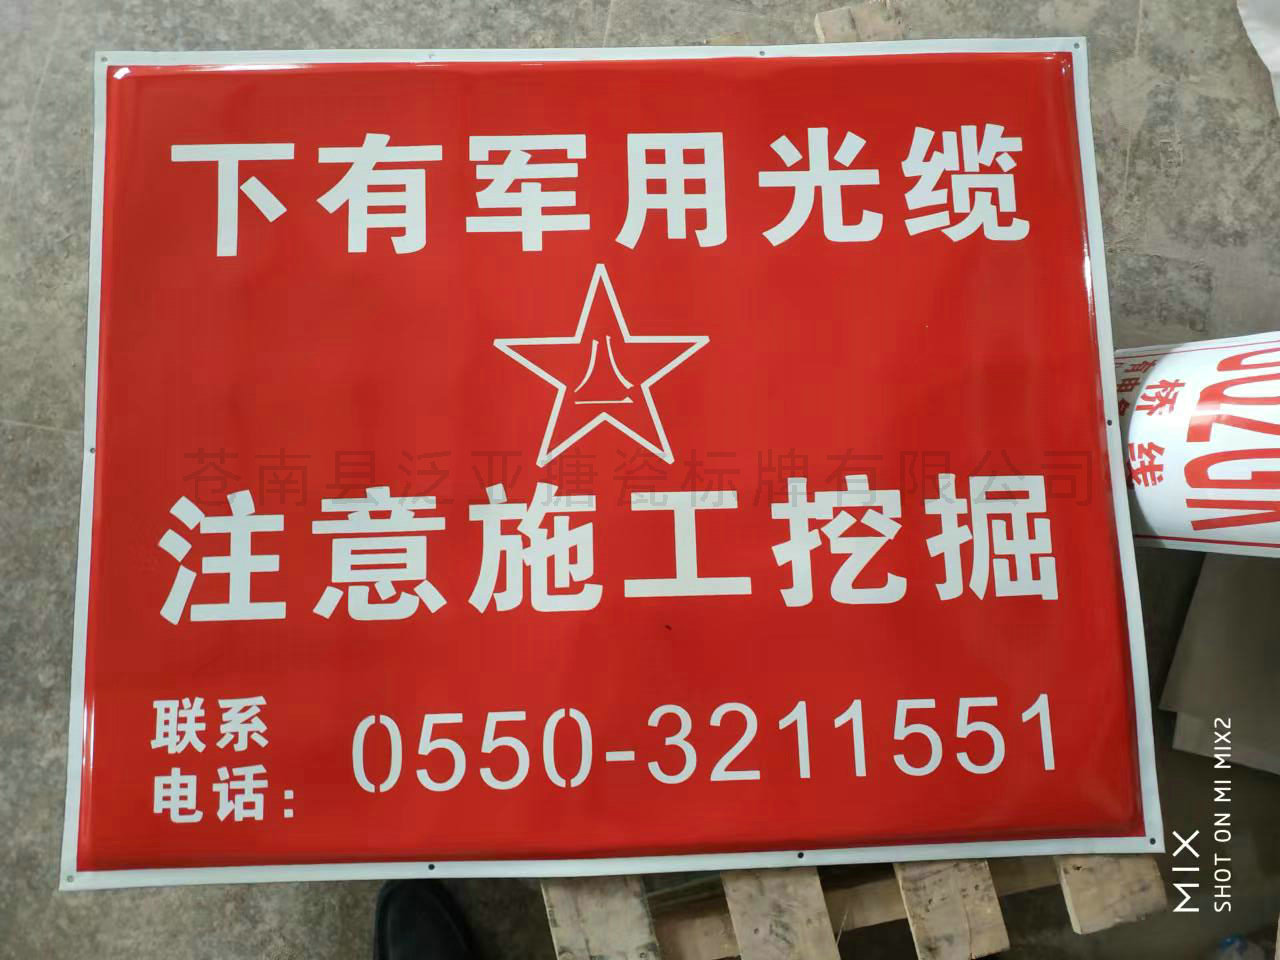 下有军用光缆
八一
苍南县泛亚搪瓷标牌有限公司
注意施工挖掘
联系
电话：
0550-3211551
桥
线
MIX
SHOT ON MI MIX2